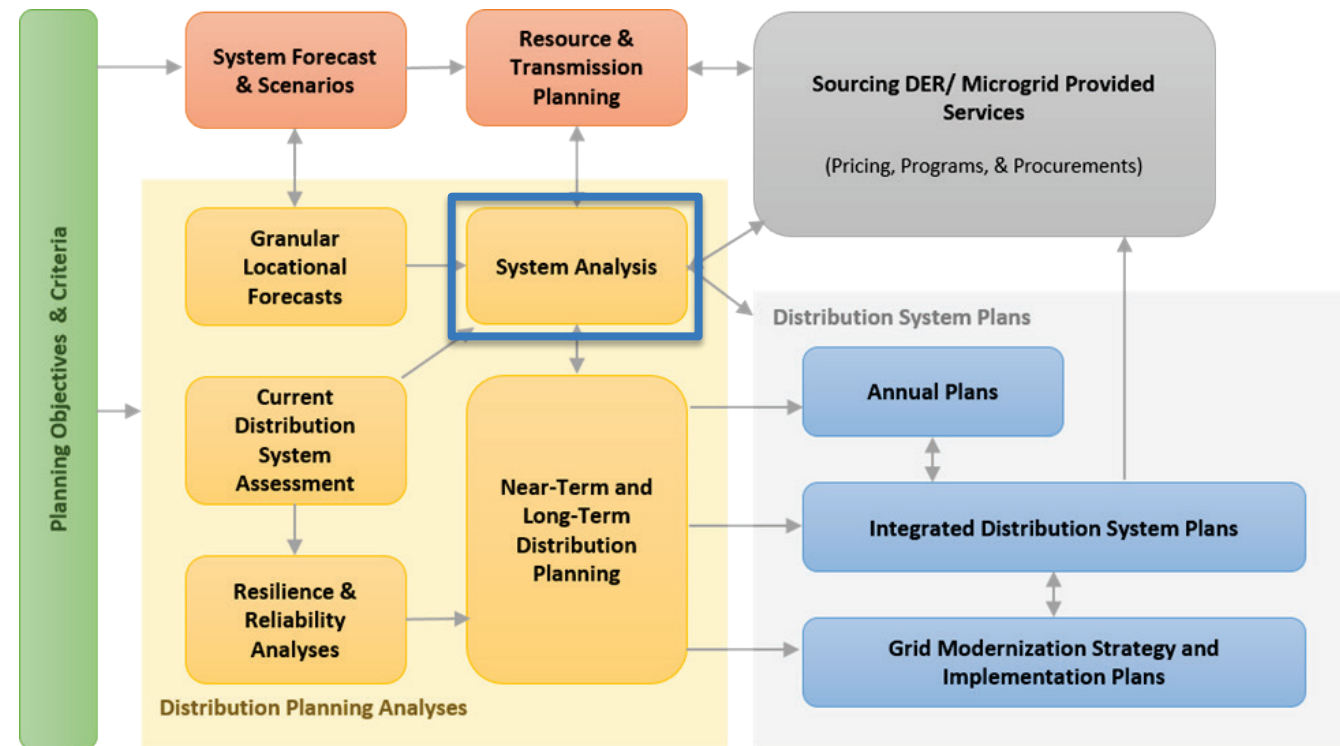 Planning Objectives & Criteria
System Forecast
& Scenarios
Resource &
Transmission
Planning
Sourcing DER/ Microgrid Provided
Services
(Pricing, Programs, & Procurements)
Granular
Locational
Forecasts
System Analysis
Distribution System Plans
Current
Distribution
System
Assessment
Annual Plans
Near-Term and
Long-Term
Distribution
Planning
Integrated Distribution System Plans
Resilience &
Reliability
Analyses
Grid Modernization Strategy and
Implementation Plans
Distribution Planning Analyses